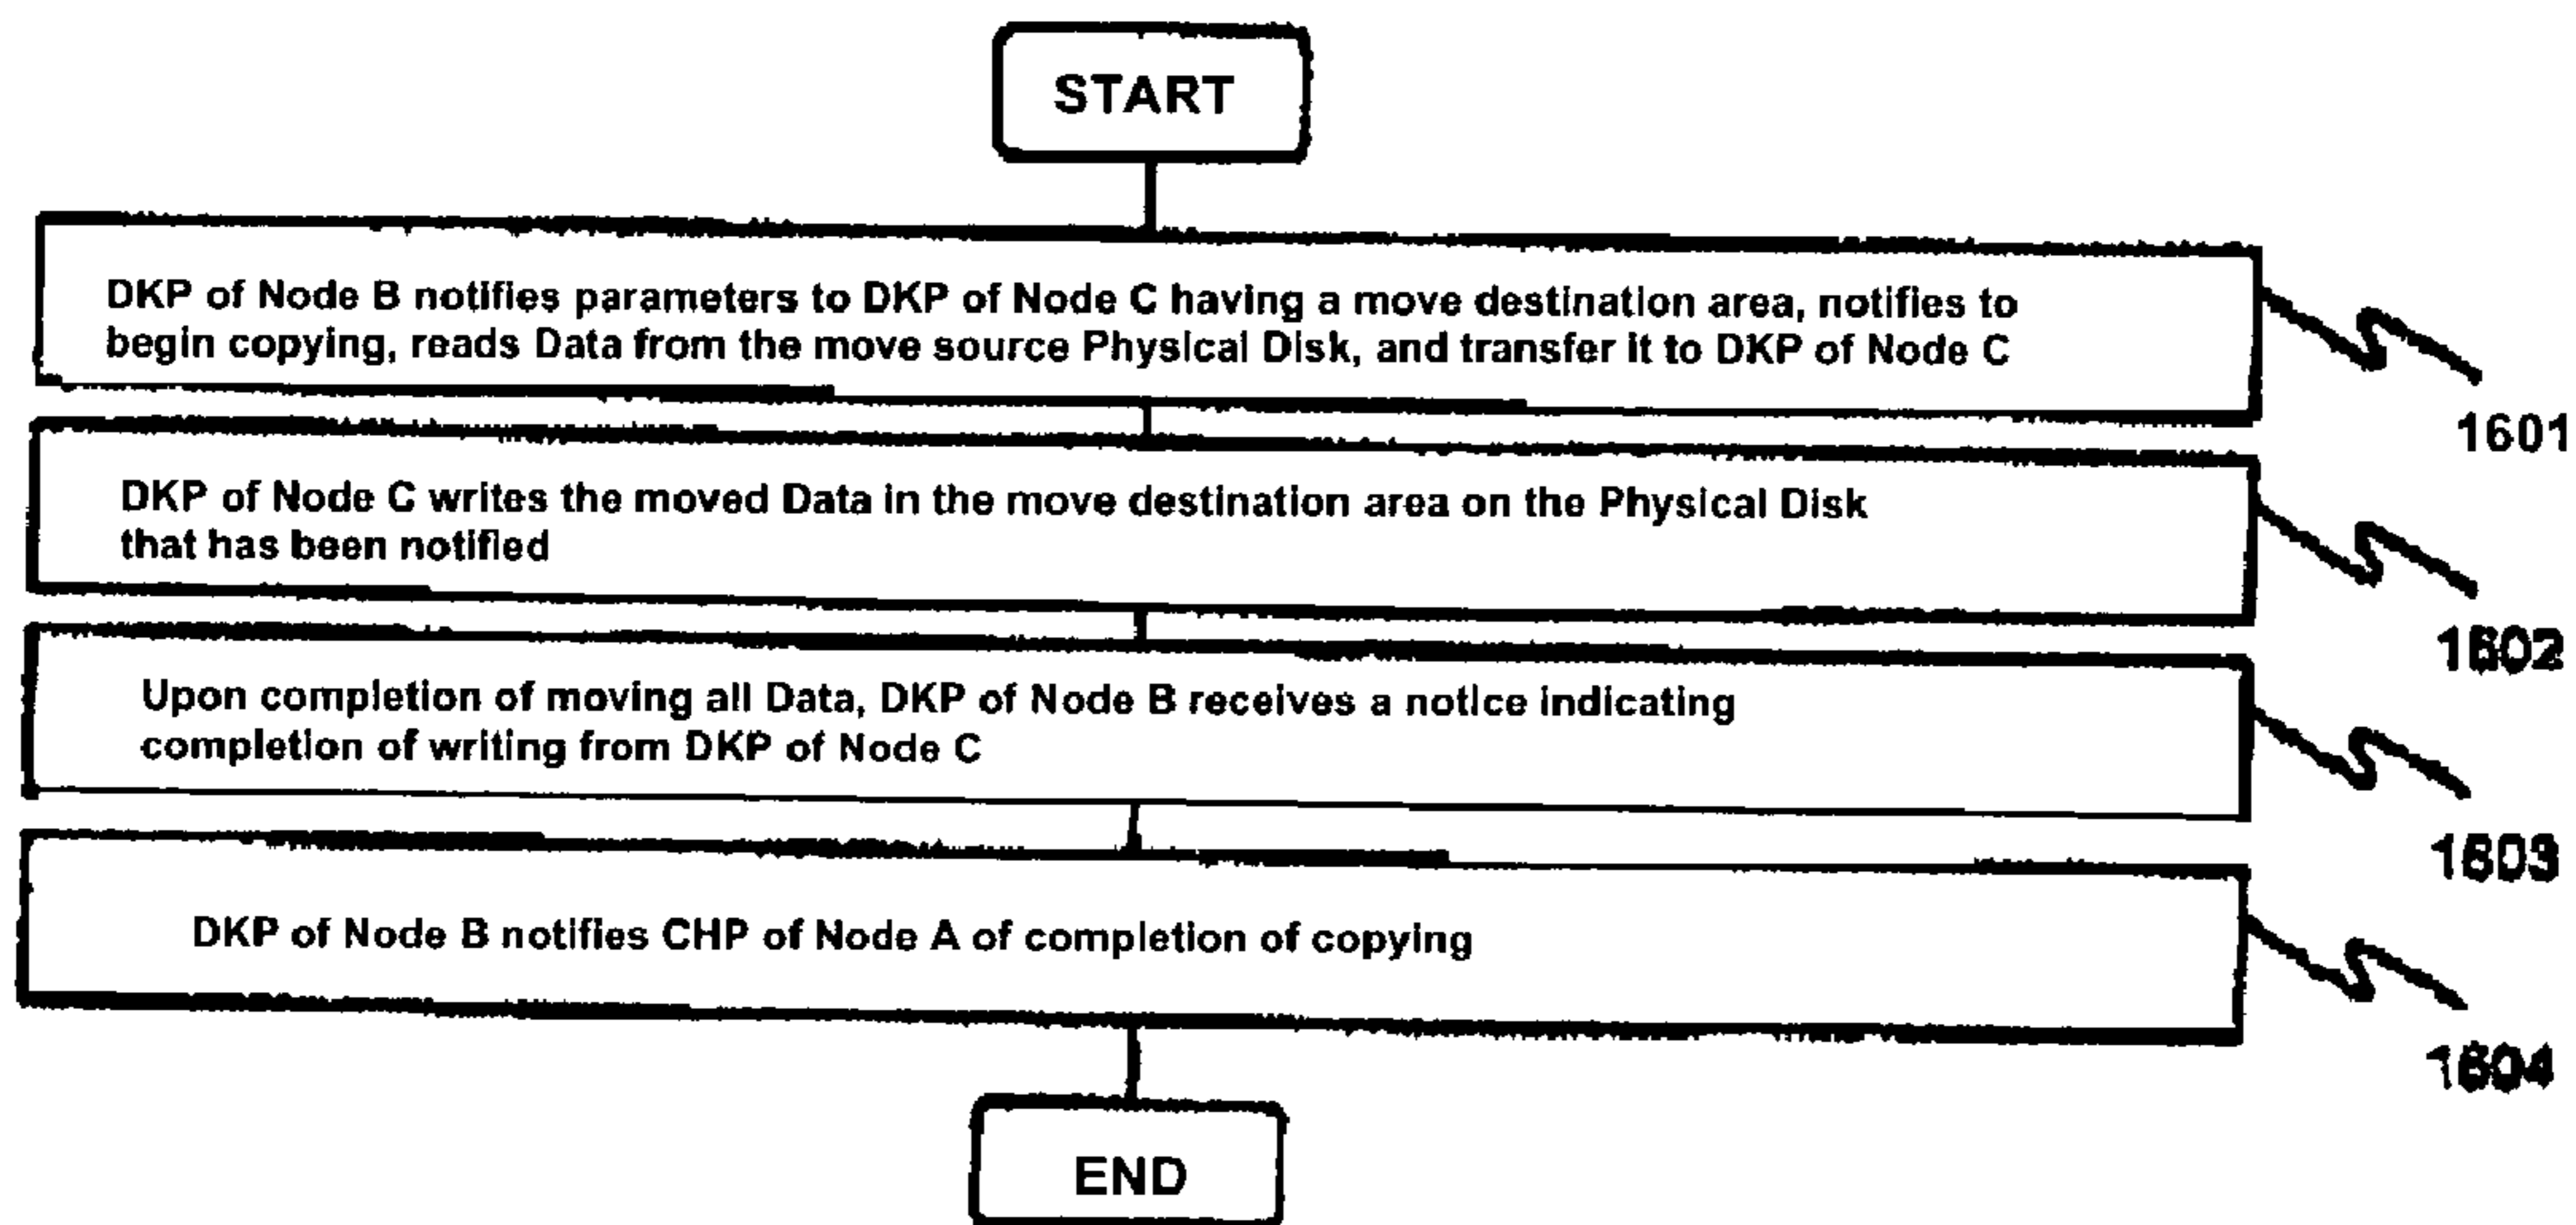 START
DKP of Node B notifies parameters to DKP of Node C having a move destination area, notifies to
begin copying, reads Data from the move source Physical Disk, and transfer it to DKP of Node C
1601
DKP of Node C writes the moved Data in the move destination area on the Physical Disk
that has been notified
1602
Upon completion of moving all Data, DKP of Node B receives a notice indicating
completion of writing from DKP of Node C
1603
DKP of Node B notifies CHP of Node A of completion of copying
1604
END